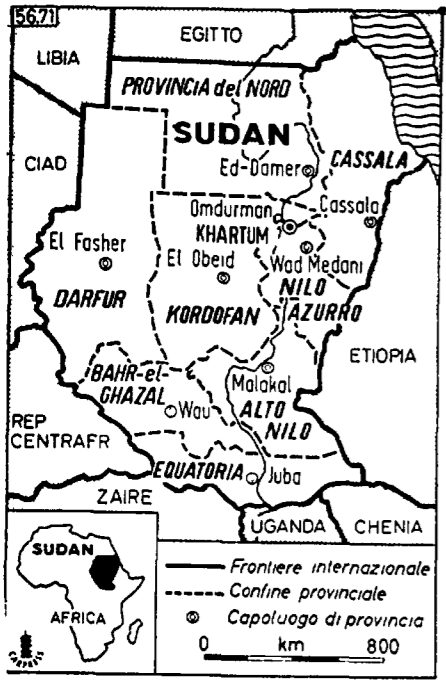 56.71
EGITTO
LIBIA
PROVINCIA del NORD
SUDAN
CIAD
Ed-Damer
CASSALA
Omdurman
Cassala
KHARTUM
El Fasher
El Obeid
Wad Medani
DARFUR
KORDOFAN
NILO
AZZURRO
ETIOPIA
BAHR-el-
GHAZAL
Malakal
Wau
ALTO
NILO
REP
CENTRAFR
EQUATORIA
Juba
ZAIRE
UGANDA
CHENIA
SUDAN
AFRICA
CARPRESS
Frontiere internazionale
Confine provinciale
Capoluogo di provincia
0 km 800